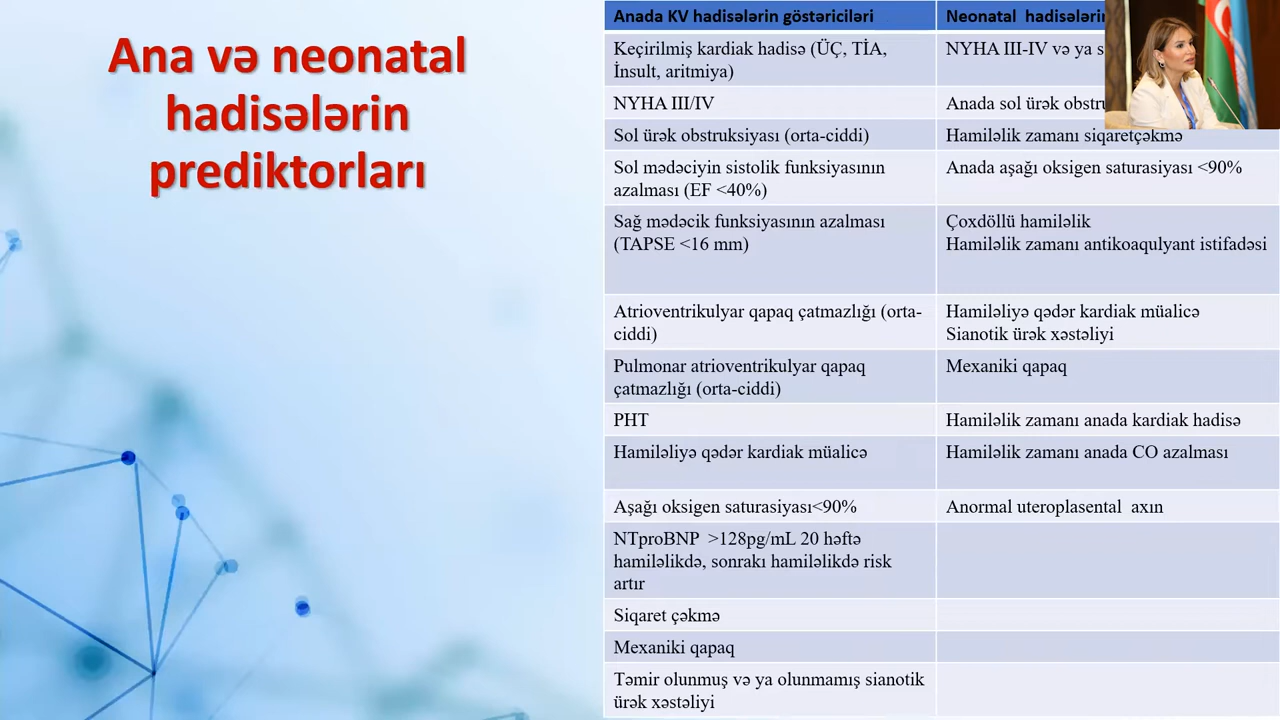 Ana və neonatal
hadisələrin
prediktorları
Anada KV hadisələrin göstəriciləri
Neonatal hadisələrin
Keçirilmiş kardiak hadisə (ÜÇ, TİA,
İnsult, aritmiya)
NYHA III-IV və ya
NYHA III/IV
Anada sol ürək
Sol ürək obstruksiyası (orta-ciddi)
Hamiləlik zamanı siqaretçəkmə
Sol mədəciyin sistolik funksiyasının
azalması (EF <40%)
Anada aşağı oksigen saturasiyası <90%
Sağ mədəcik funksiyasının azalması
(TAPSE <16 mm)
Çoxdöllü hamiləlik
Hamiləlik zamanı antikoaqulyant istifadəsi
Atrioventrikulyar qapaq çatmazlığı (orta-
ciddi)
Hamiləliyə qədər kardiak müalicə
Sianotik ürək xəstəliyi
Pulmonar atrioventrikulyar qapaq
çatmazlığı (orta-ciddi)
Mexaniki qapaq
PHT
Hamiləlik zamanı anada kardiak hadisə
Hamiləliyə qədər kardiak müalicə
Hamiləlik zamanı anada CO azalması
Aşağı oksigen saturasiyası<90%
Anormal uteroplasental axın
NTproBNP >128pg/mL 20 həftə
hamiləlikdə, sonrakı hamiləlikdə risk
artır
Siqaret çəkmə
Mexaniki qapaq
Təmir olunmuş və ya olunmamış sianotik
ürək xəstəliyi